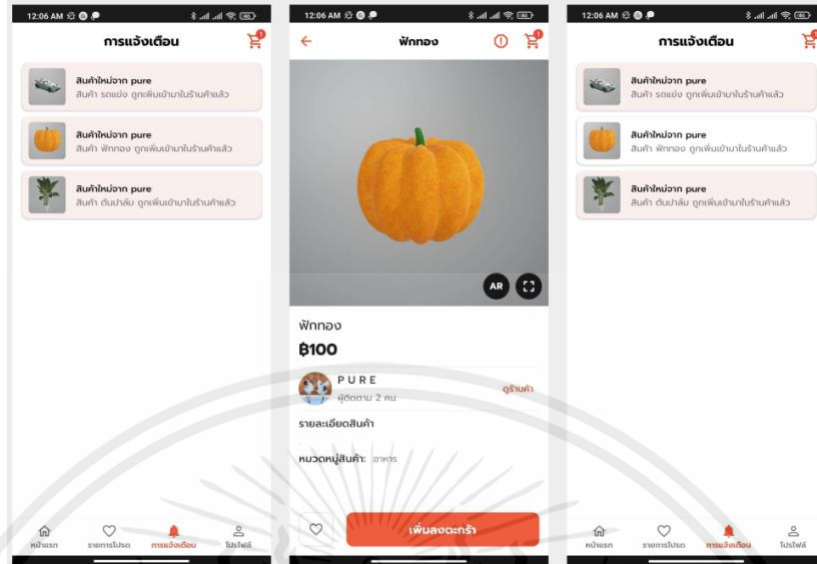 12:06 AM
การแจ้งเตือน
1
สินค้าใหม่จาก pure
สินค้า รถแข่ง ถูกเพิ่มเข้ามาในร้านค้าแล้ว
สินค้าใหม่จาก pure
สินค้า ฟักทอง ถูกเพิ่มเข้ามาในร้านค้าแล้ว
สินค้าใหม่จาก pure
สินค้า ต้นปาล์ม ถูกเพิ่มเข้ามาในร้านค้าแล้ว
หน้าแรก
รายการโปรด
การแจ้งเตือน
โปรไฟล์
12:06 AM
ฟักทอง
1
AR
ฟักทอง
฿100
PURE
ผู้ติดตาม 2 คน
ดูร้านค้า
รายละเอียดสินค้า
หมวดหมู่สินค้า: อาหาร
เพิ่มลงตะกร้า
12:06 AM
การแจ้งเตือน
1
สินค้าใหม่จาก pure
สินค้า รถแข่ง ถูกเพิ่มเข้ามาในร้านค้าแล้ว
สินค้าใหม่จาก pure
สินค้า ฟักทอง ถูกเพิ่มเข้ามาในร้านค้าแล้ว
สินค้าใหม่จาก pure
สินค้า ต้นปาล์ม ถูกเพิ่มเข้ามาในร้านค้าแล้ว
หน้าแรก
รายการโปรด
การแจ้งเตือน
โปรไฟล์